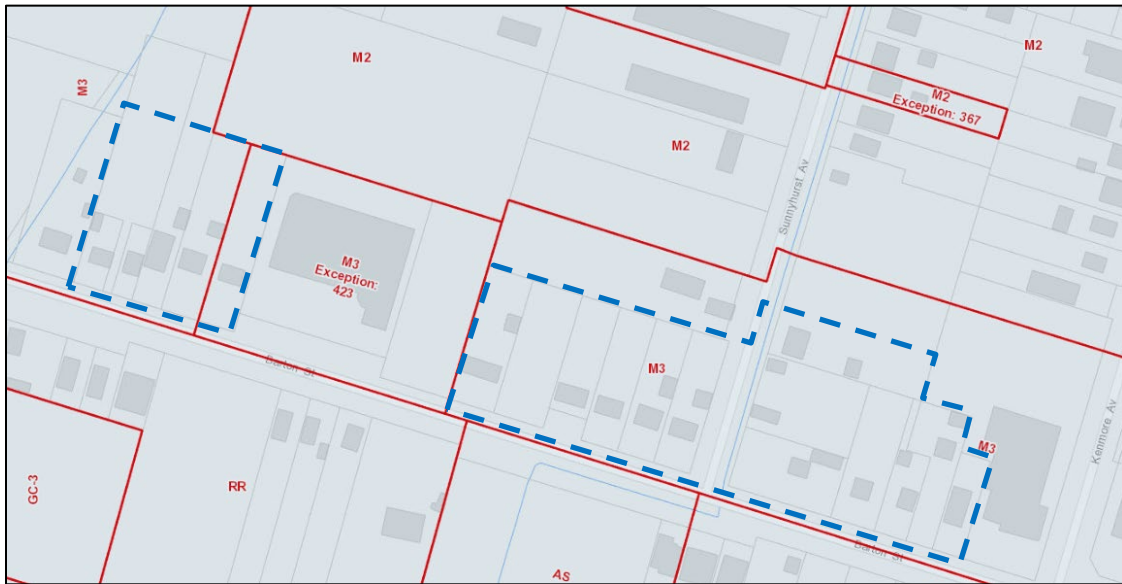 M2
M2
M2
Exception: 367
M3
M2
Sunnyhurst Av
M3
Exception:
423
Barton St
M3
M3
Kenmore Av
GC-3
RR
Barton St
AS